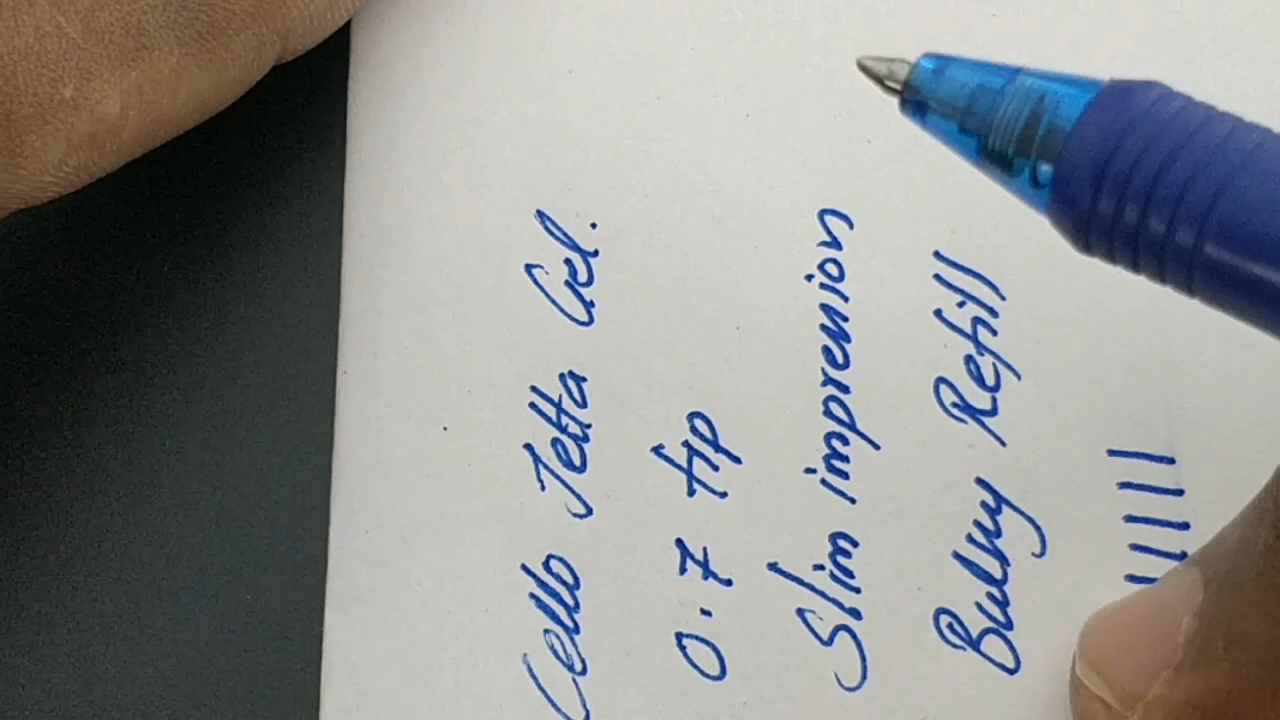 Cello Jetta Gel.
0.7 tip
Slim impression
Bulky Refill